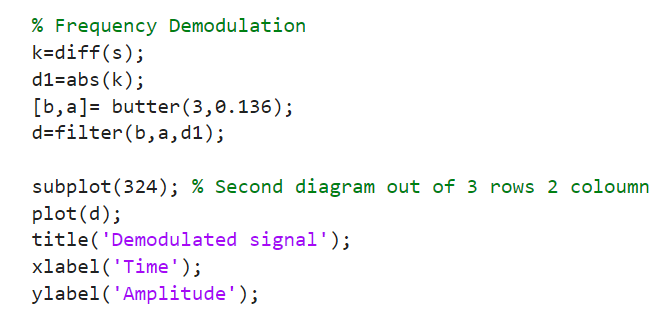 % Frequency Demodulation
k=diff(s);
d1=abs(k);
[b,a]= butter(3,0.136);
d=filter(b,a,d1);
subplot(324); % Second diagram out of 3 rows 2 coloumn
plot(d);
title('Demodulated signal');
xlabel('Time');
ylabel('Amplitude');